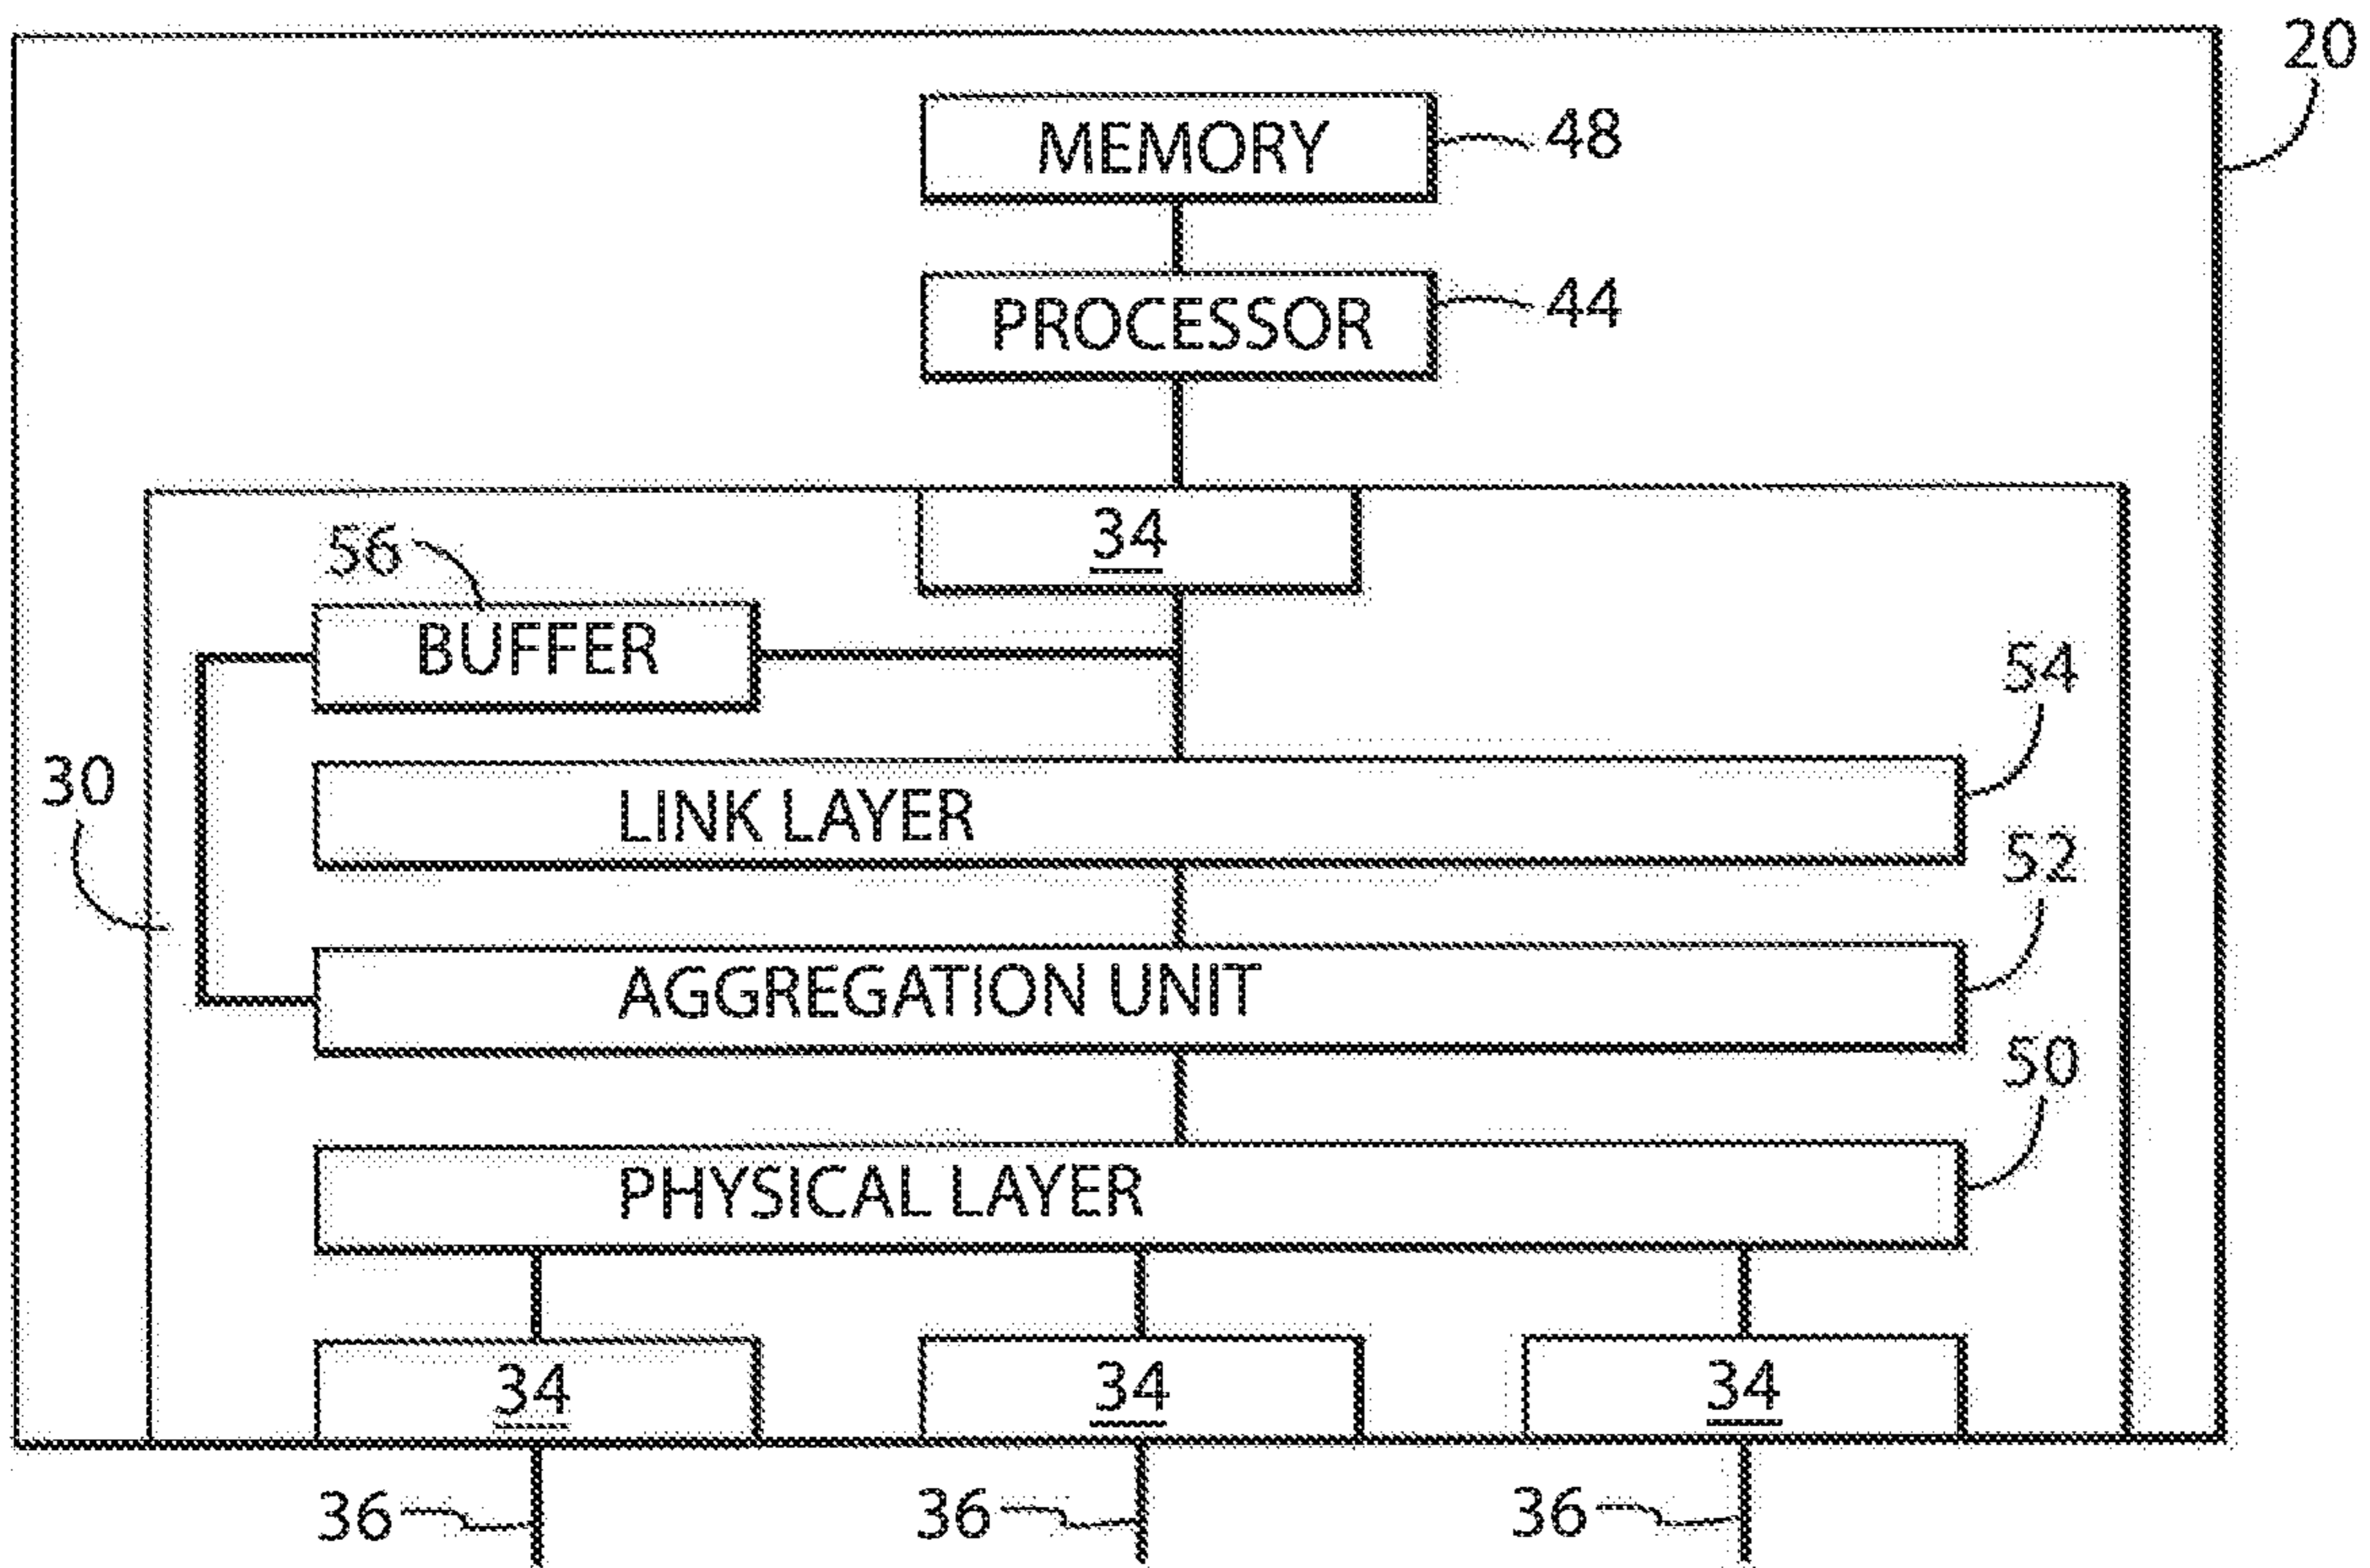 20
MEMORY 48
PROCESSOR 44
34
56
BUFFER
54
30
LINK LAYER
52
AGGREGATION UNIT
50
PHYSICAL LAYER
34 34 34
36 36 36